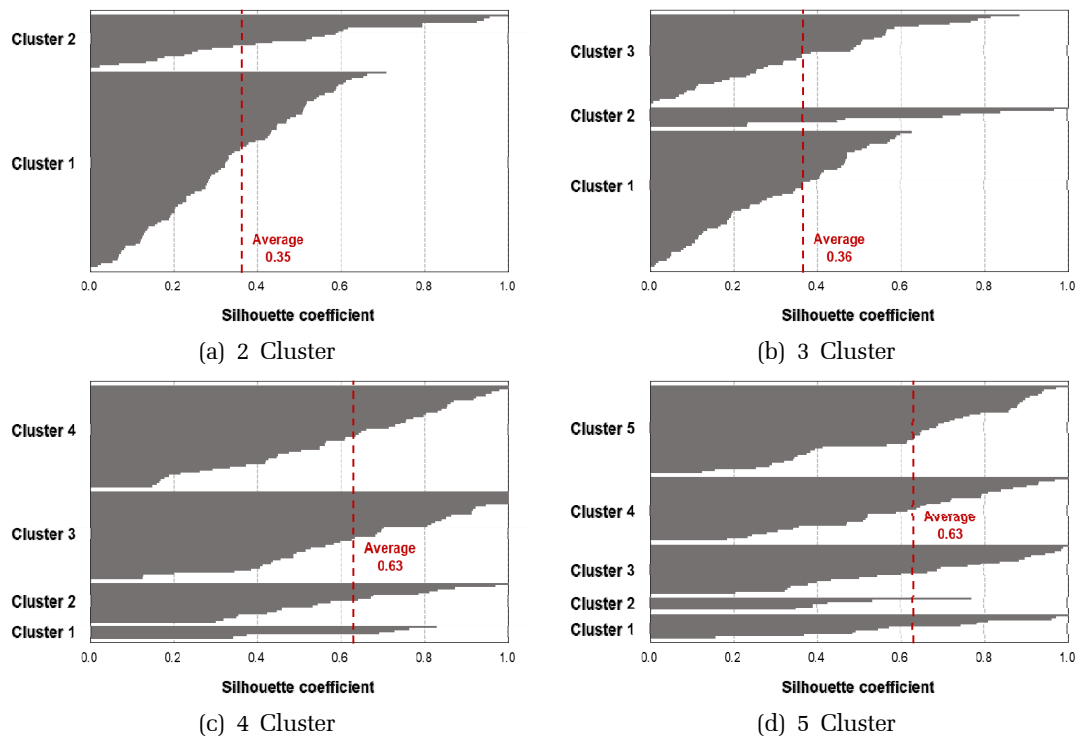 Cluster 2
Cluster 1
Average
0.35
0.0 0.2 0.4 0.6 0.8 1.0
Silhouette coefficient
(a) 2 Cluster
Cluster 3
Cluster 2
Cluster 1
Average
0.36
0.0 0.2 0.4 0.6 0.8 1.0
Silhouette coefficient
(b) 3 Cluster
Cluster 4
Cluster 3
Cluster 2
Cluster 1
Average
0.63
0.0 0.2 0.4 0.6 0.8 1.0
Silhouette coefficient
(c) 4 Cluster
Cluster 5
Cluster 4
Cluster 3
Cluster 2
Cluster 1
Average
0.63
0.0 0.2 0.4 0.6 0.8 1.0
Silhouette coefficient
(d) 5 Cluster